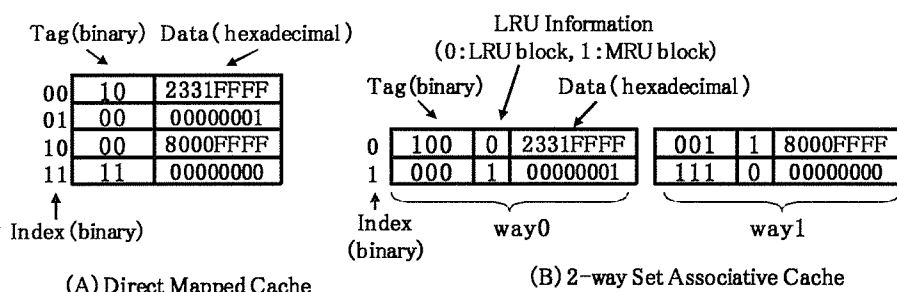 LRU Information
(0:LRU block, 1:MRU block)
Tag(binary) Data(hexadecimal)
00 10 2331FFFF
01 00 00000001
10 00 8000FFFF
11 11 00000000
Index (binary)
(A) Direct Mapped Cache
Tag(binary) Data(hexadecimal)
0 100 0 2331FFFF 001 1 8000FFFF
1 000 1 00000001 111 0 00000000
Index
(binary)
way0 way1
(B) 2-way Set Associative Cache